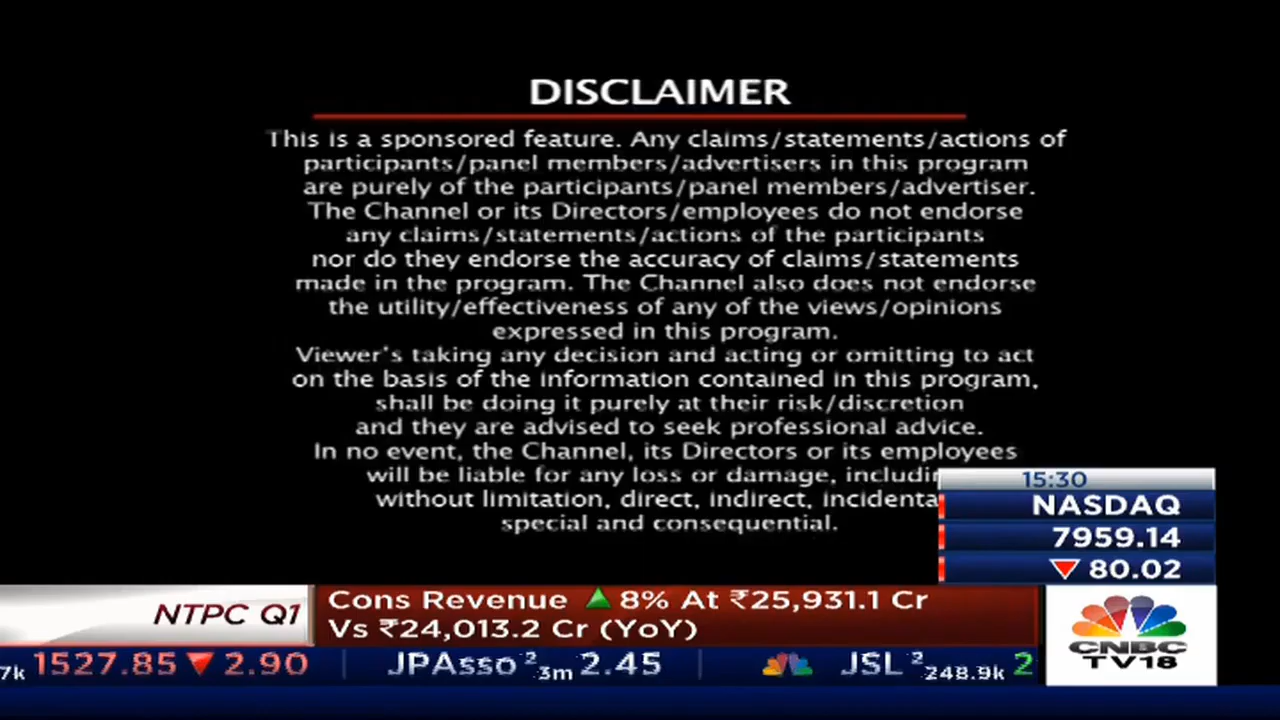 DISCLAIMER
This is a sponsored feature. Any claims/statements/actions of
participants/panel members/advertisers in this program
are purely of the participants/panel members/advertiser.
The Channel or its Directors/employees do not endorse
any claims/statements/actions of the participants
nor do they endorse the accuracy of claims/statements
made in the program. The Channel also does not endorse
the utility/effectiveness of any of the views/opinions
expressed in this program.
Viewer's taking any decision and acting or omitting to act
on the basis of the information contained in this program,
shall be doing it purely at their risk/discretion
and they are advised to seek professional advice.
In no event, the Channel, its Directors or its employees
will be liable for any loss or damage, includin
without limitation, direct, indirect, incidenta
special and consequential.
15:30
NASDAQ
7959.14
▼ 80.02
NTPC Q1
Cons Revenue ▲ 8% At ₹25,931.1 Cr
Vs ₹24,013.2 Cr (YoY)
7k 1527.85 ▼ 2.90 JPAsso² 3m 2.45 JSL² 248.9k 2
CNBC
TV18